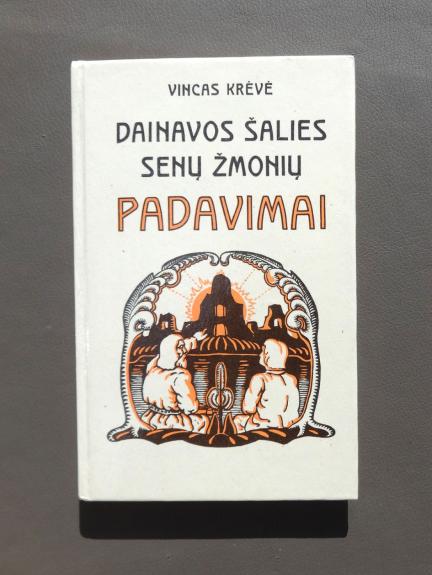 VINCAS KRĖVĖ
DAINAVOS ŠALIES
SENŲ ŽMONIŲ
PADAVIMAI